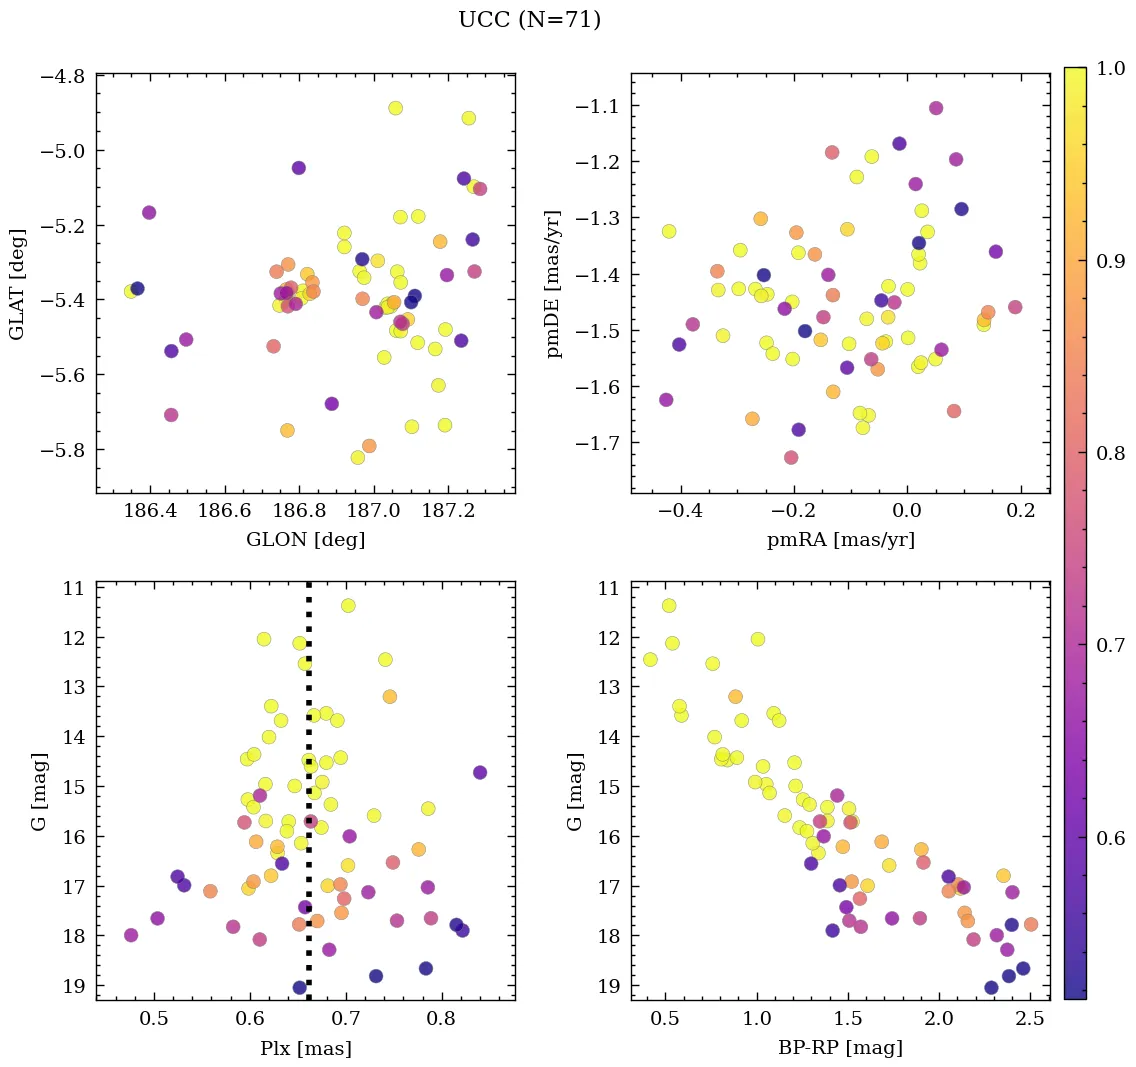 UCC (N=71)
−4.8
−5.0
−5.2
−5.4
−5.6
−5.8
GLAT [deg]
186.4 186.6 186.8 187.0 187.2
GLON [deg]
−1.1
−1.2
−1.3
−1.4
−1.5
−1.6
−1.7
pmDE [mas/yr]
−0.4 −0.2 0.0 0.2
pmRA [mas/yr]
11
12
13
14
15
16
17
18
19
G [mag]
0.5 0.6 0.7 0.8
Plx [mas]
11
12
13
14
15
16
17
18
19
G [mag]
0.5 1.0 1.5 2.0 2.5
BP-RP [mag]
1.0
0.9
0.8
0.7
0.6